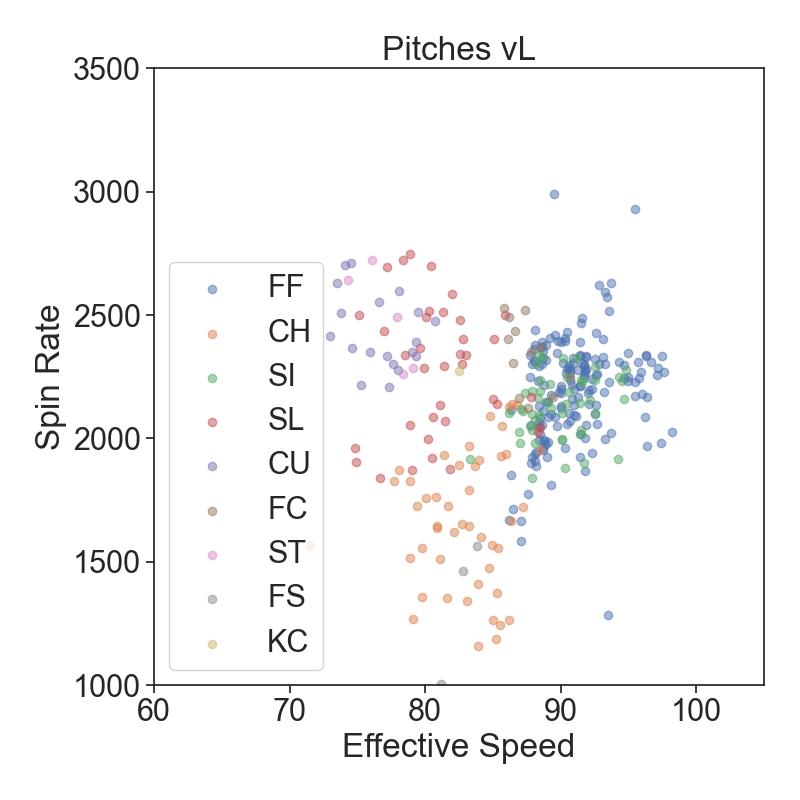 Pitches vL
3500
3000
2500
2000
1500
1000
Spin Rate
FF
CH
SI
SL
CU
FC
ST
FS
KC
60 70 80 90 100
Effective Speed